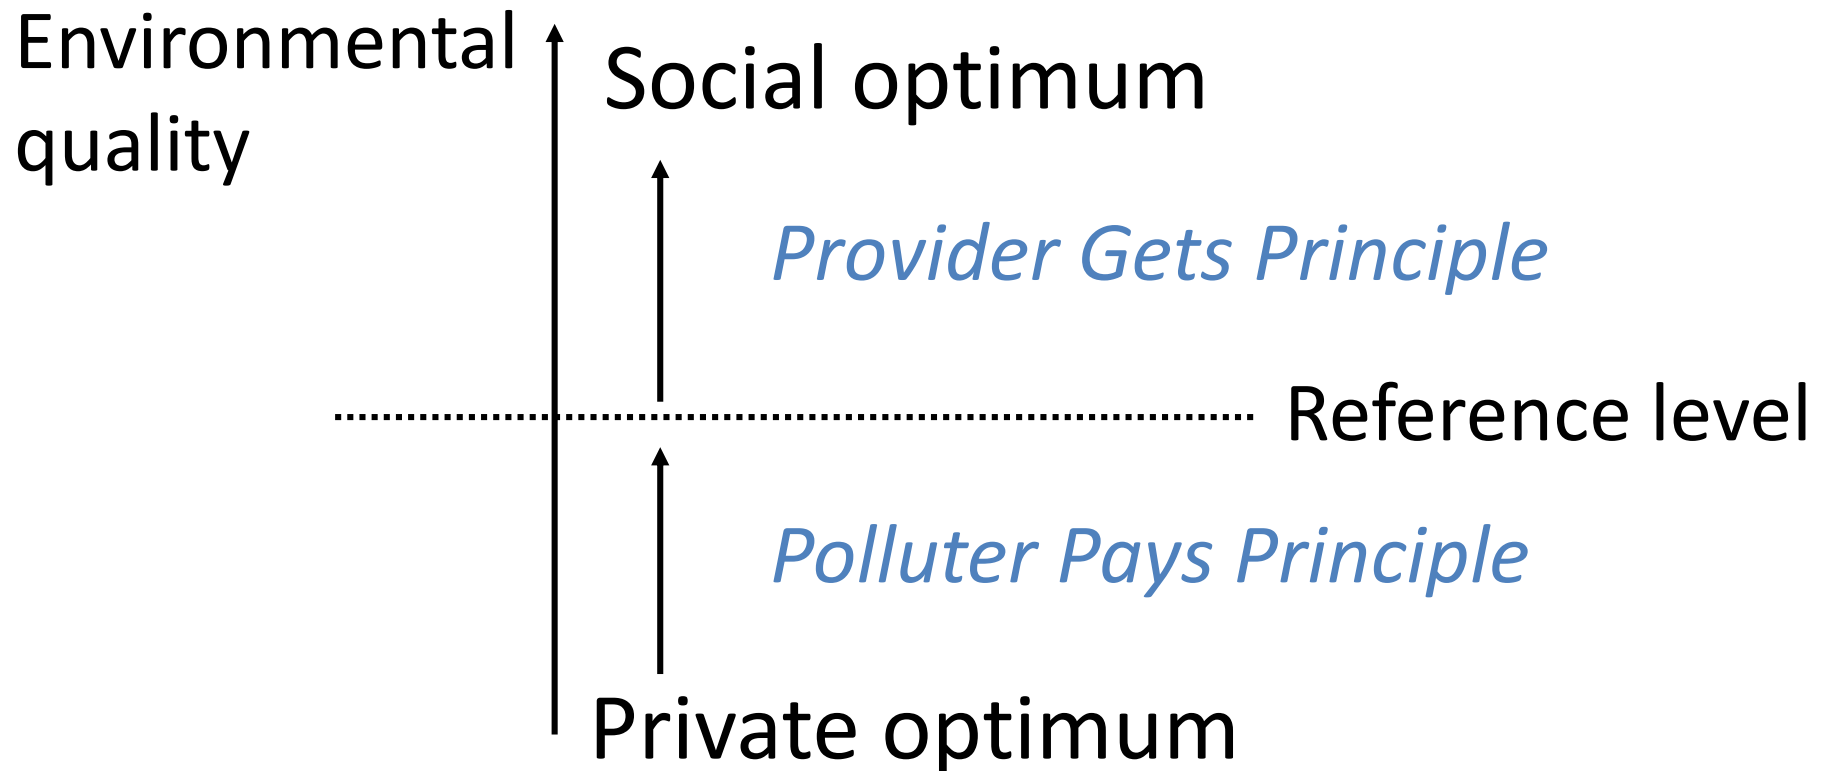 Environmental
quality
Social optimum
Provider Gets Principle
Reference level
Polluter Pays Principle
Private optimum